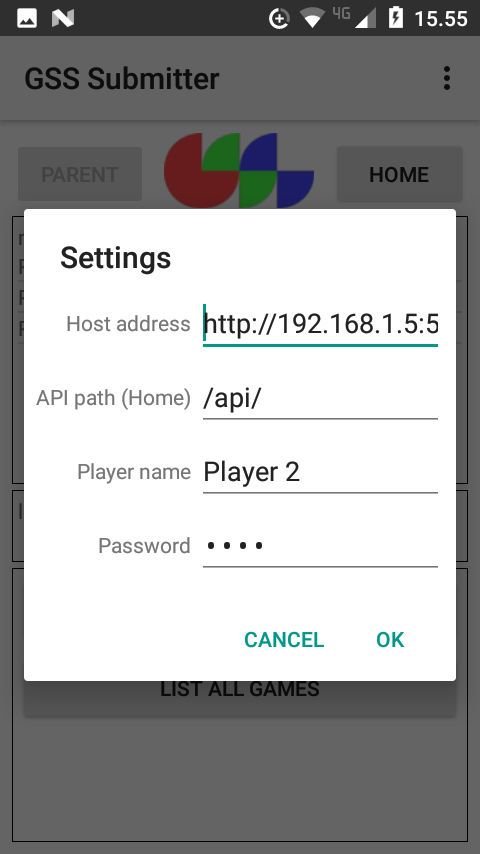 4G 15.55
GSS Submitter
PARENT
HOME
Settings
Host address http://192.168.1.5:5
API path (Home) /api/
Player name Player 2
Password ••••
CANCEL OK
LIST ALL GAMES